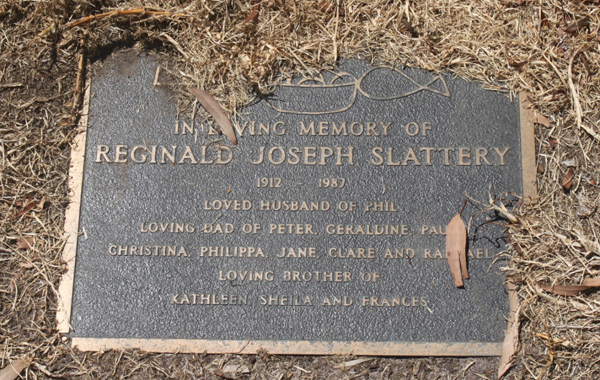 IN LOVING MEMORY OF
REGINALD JOSEPH SLATTERY
1912 - 1987
LOVED HUSBAND OF PHIL
LOVING DAD OF PETER, GERALDINE,
CHRISTINA, PHILIPPA, JANE, CLARE AND RAPHAEL
LOVING BROTHER OF
KATHLEEN, SHEILA AND FRANCES